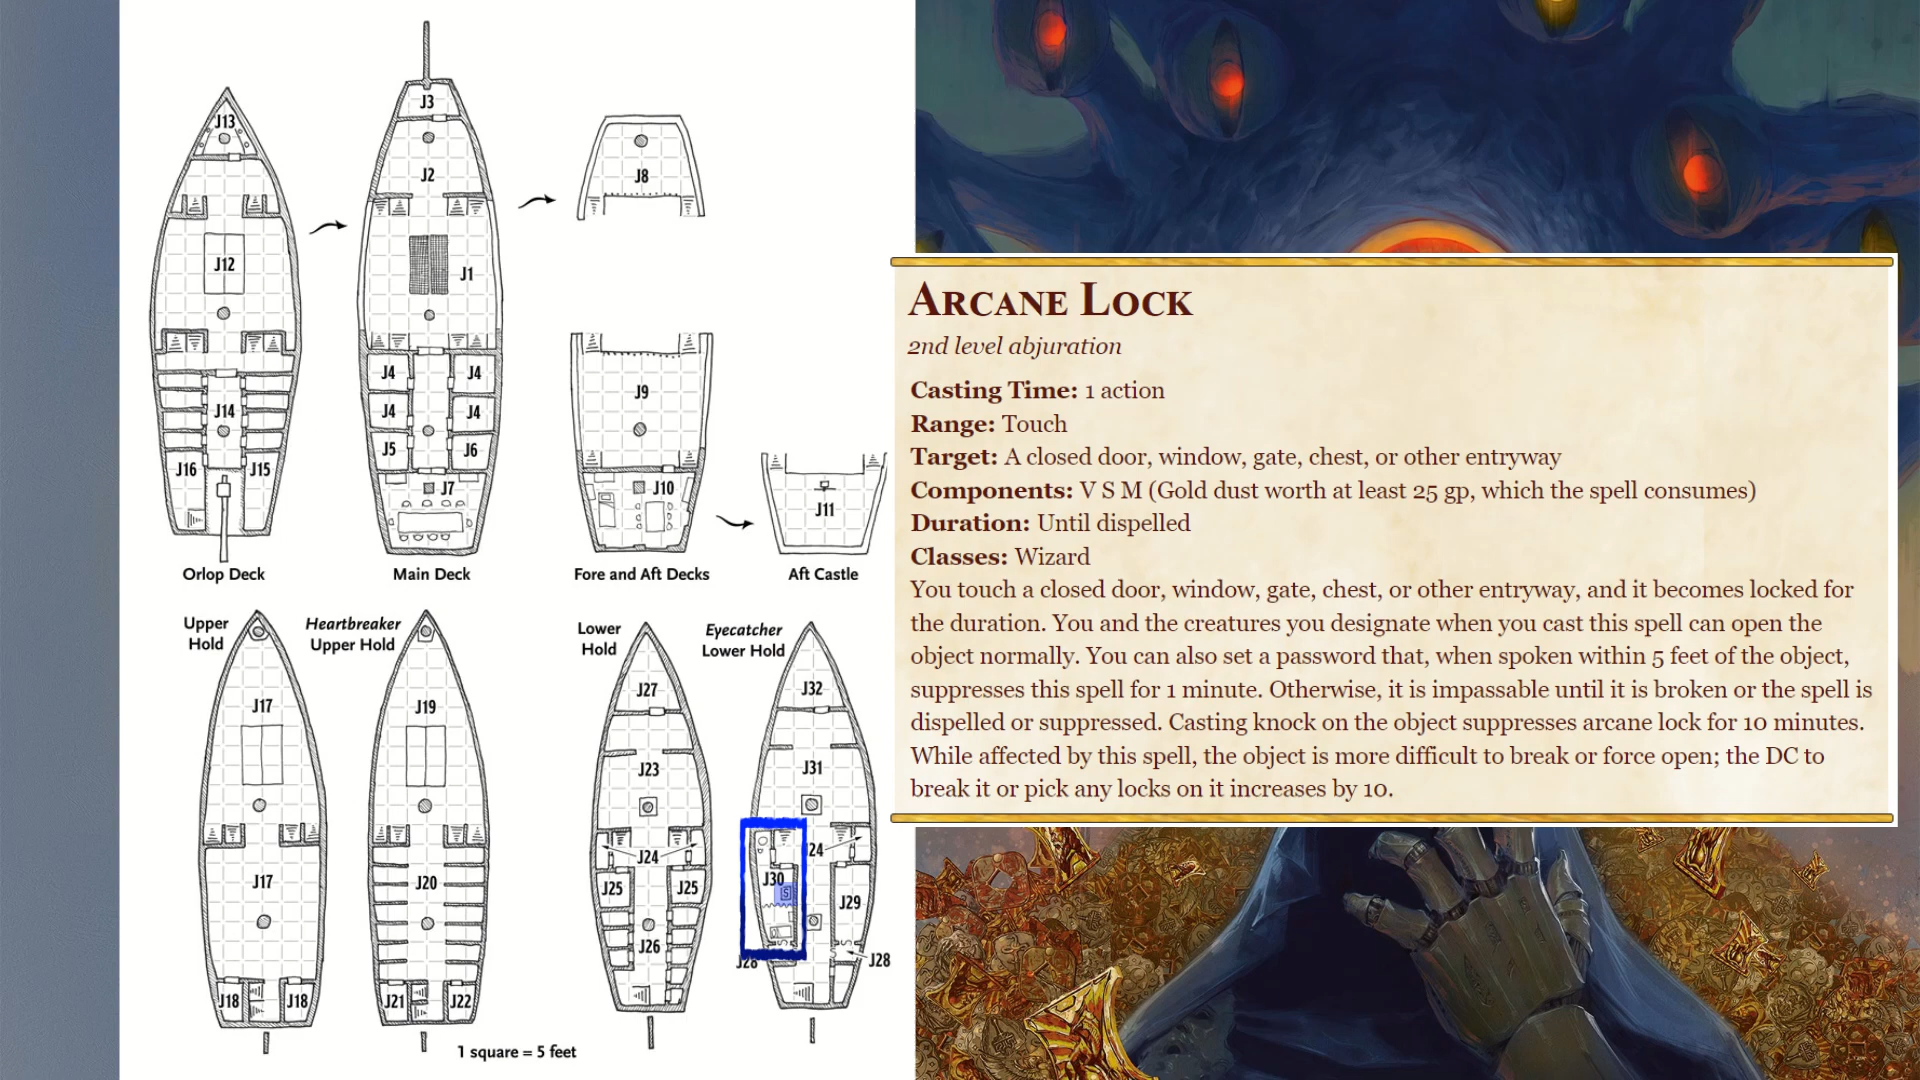 J3
J13
J2
J8
J12
J1
J4
J4
J9
J14
J4
J4
J5
J6
J16
J15
J7
J10
J11
Orlop Deck
Main Deck
Fore and Aft Decks
Aft Castle
Upper
Hold
Heartbreaker
Upper Hold
Lower
Hold
Eyecatcher
Lower Hold
J17
J19
J27
J32
J23
J31
J24
J24
J17
J20
J25
J25
J30
S
J29
J26
J28
J28
J18
J18
J21
J22
1 square = 5 feet
Arcane Lock
2nd level abjuration
Casting Time: 1 action
Range: Touch
Target: A closed door, window, gate, chest, or other entryway
Components: V S M (Gold dust worth at least 25 gp, which the spell consumes)
Duration: Until dispelled
Classes: Wizard
You touch a closed door, window, gate, chest, or other entryway, and it becomes locked for
the duration. You and the creatures you designate when you cast this spell can open the
object normally. You can also set a password that, when spoken within 5 feet of the object,
suppresses this spell for 1 minute. Otherwise, it is impassable until it is broken or the spell is
dispelled or suppressed. Casting knock on the object suppresses arcane lock for 10 minutes.
While affected by this spell, the object is more difficult to break or force open; the DC to
break it or pick any locks on it increases by 10.